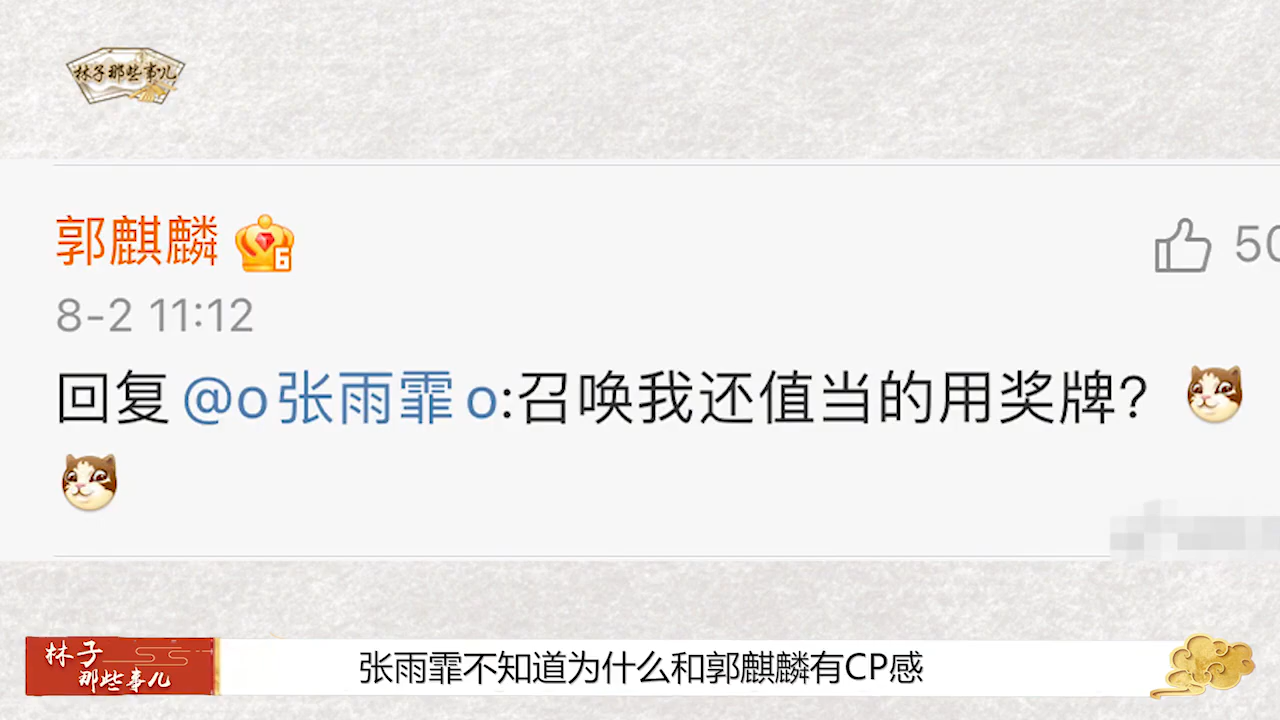 林子那些事儿
郭麒麟 6
50
8-2 11:12
回复@o张雨霏o:召唤我还值当的用奖牌?
林子
那些事儿
张雨霏不知道为什么和郭麒麟有CP感